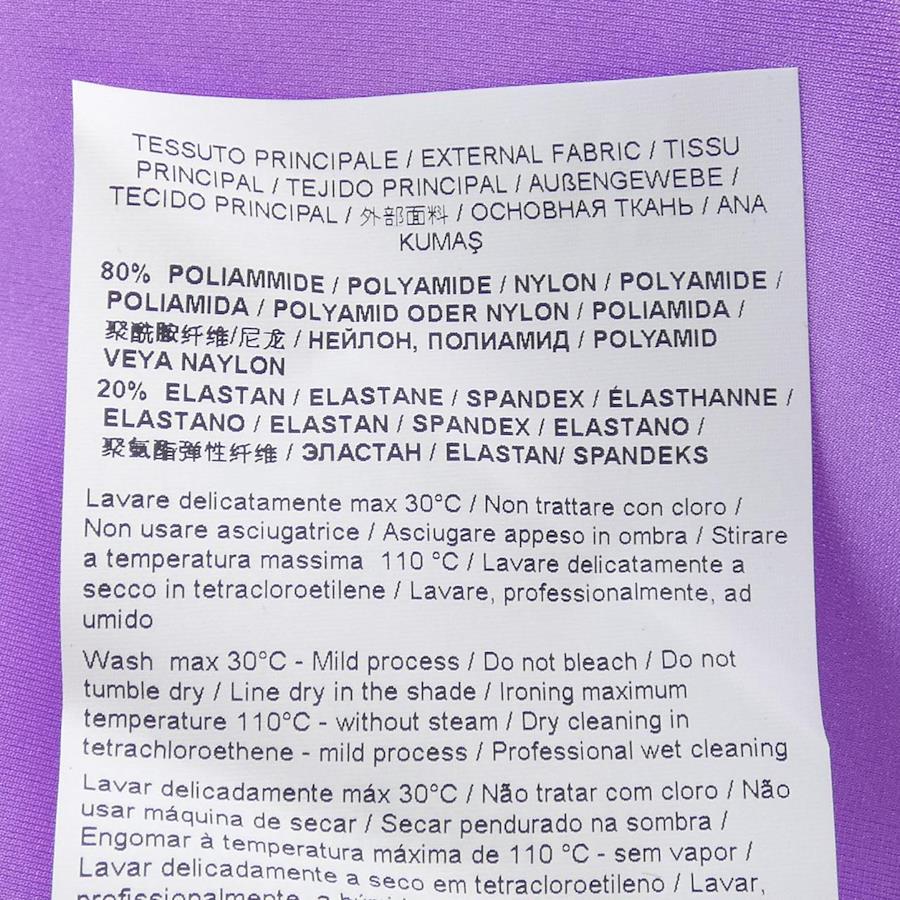 TESSUTO PRINCIPALE / EXTERNAL FABRIC / TISSU
PRINCIPAL / TEJIDO PRINCIPAL / AUßENGEWEBE /
TECIDO PRINCIPAL / 外部面料 / ОСНОВНАЯ ТКАНЬ / ANA
KUMAŞ
80% POLIAMMIDE / POLYAMIDE / NYLON / POLYAMIDE /
POLIAMIDA / POLYAMID ODER NYLON / POLIAMIDA /
聚酰胺纤维/尼龙 / НЕЙЛОН, ПОЛИАМИД / POLYAMID
VEYA NAYLON
20% ELASTAN / ELASTANE / SPANDEX / ÉLASTHANNE /
ELASTANO / ELASTAN / SPANDEX / ELASTANO /
聚氨酯弹性纤维 / ЭЛАСТАН / ELASTAN/ SPANDEKS
Lavare delicatamente max 30°C / Non trattare con cloro /
Non usare asciugatrice / Asciugare appeso in ombra / Stirare
a temperatura massima 110 °C / Lavare delicatamente a
secco in tetracloroetilene / Lavare, professionalmente, ad
umido
Wash max 30°C - Mild process / Do not bleach / Do not
tumble dry / Line dry in the shade / Ironing maximum
temperature 110°C - without steam / Dry cleaning in
tetrachloroethene - mild process / Professional wet cleaning
Lavar delicadamente máx 30°C / Não tratar com cloro / Não
usar máquina de secar / Secar pendurado na sombra /
Engomar à temperatura máxima de 110 °C - sem vapor /
Lavar delicadamente a seco em tetracloroetileno / Lavar,
profissionalmente, a